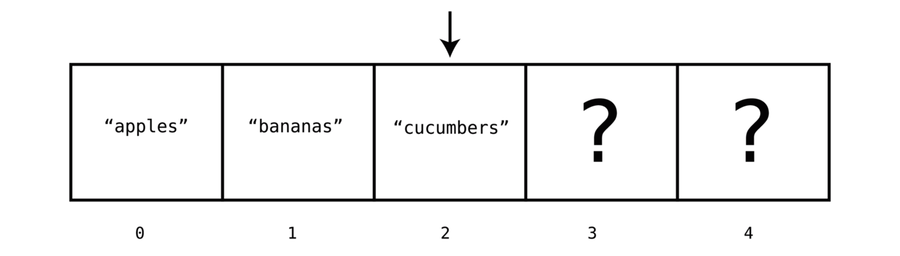 “apples” “bananas” “cucumbers” ? ?
0 1 2 3 4